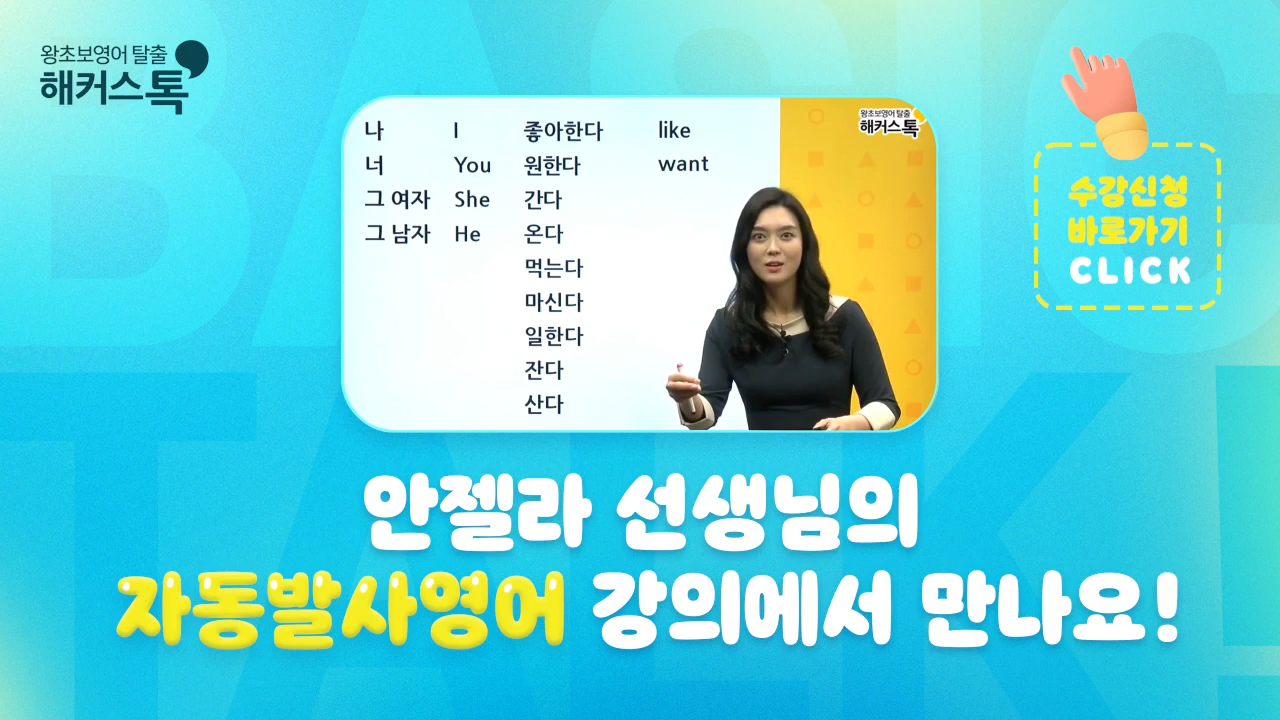 왕초보영어 탈출
해커스톡
나 I 좋아한다 like
너 You 원한다 want
그 여자 She 간다
그 남자 He 온다
먹는다
마신다
일한다
잔다
산다
왕초보영어 탈출
해커스톡
수강신청
바로가기
CLICK
안젤라 선생님의
자동발사영어 강의에서 만나요!
BASIC
TALK!